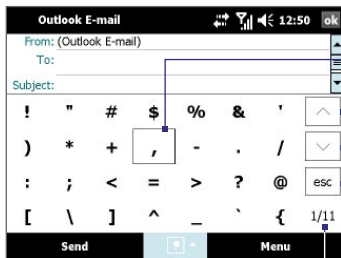 Outlook E-mail 12:50 ok
From: (Outlook E-mail)
To:
Subject:
! " # $ % & '
) * + , - . /
: ; < = > ? @ esc
[ \ ] ^ _ ` { 1/11
Send Menu